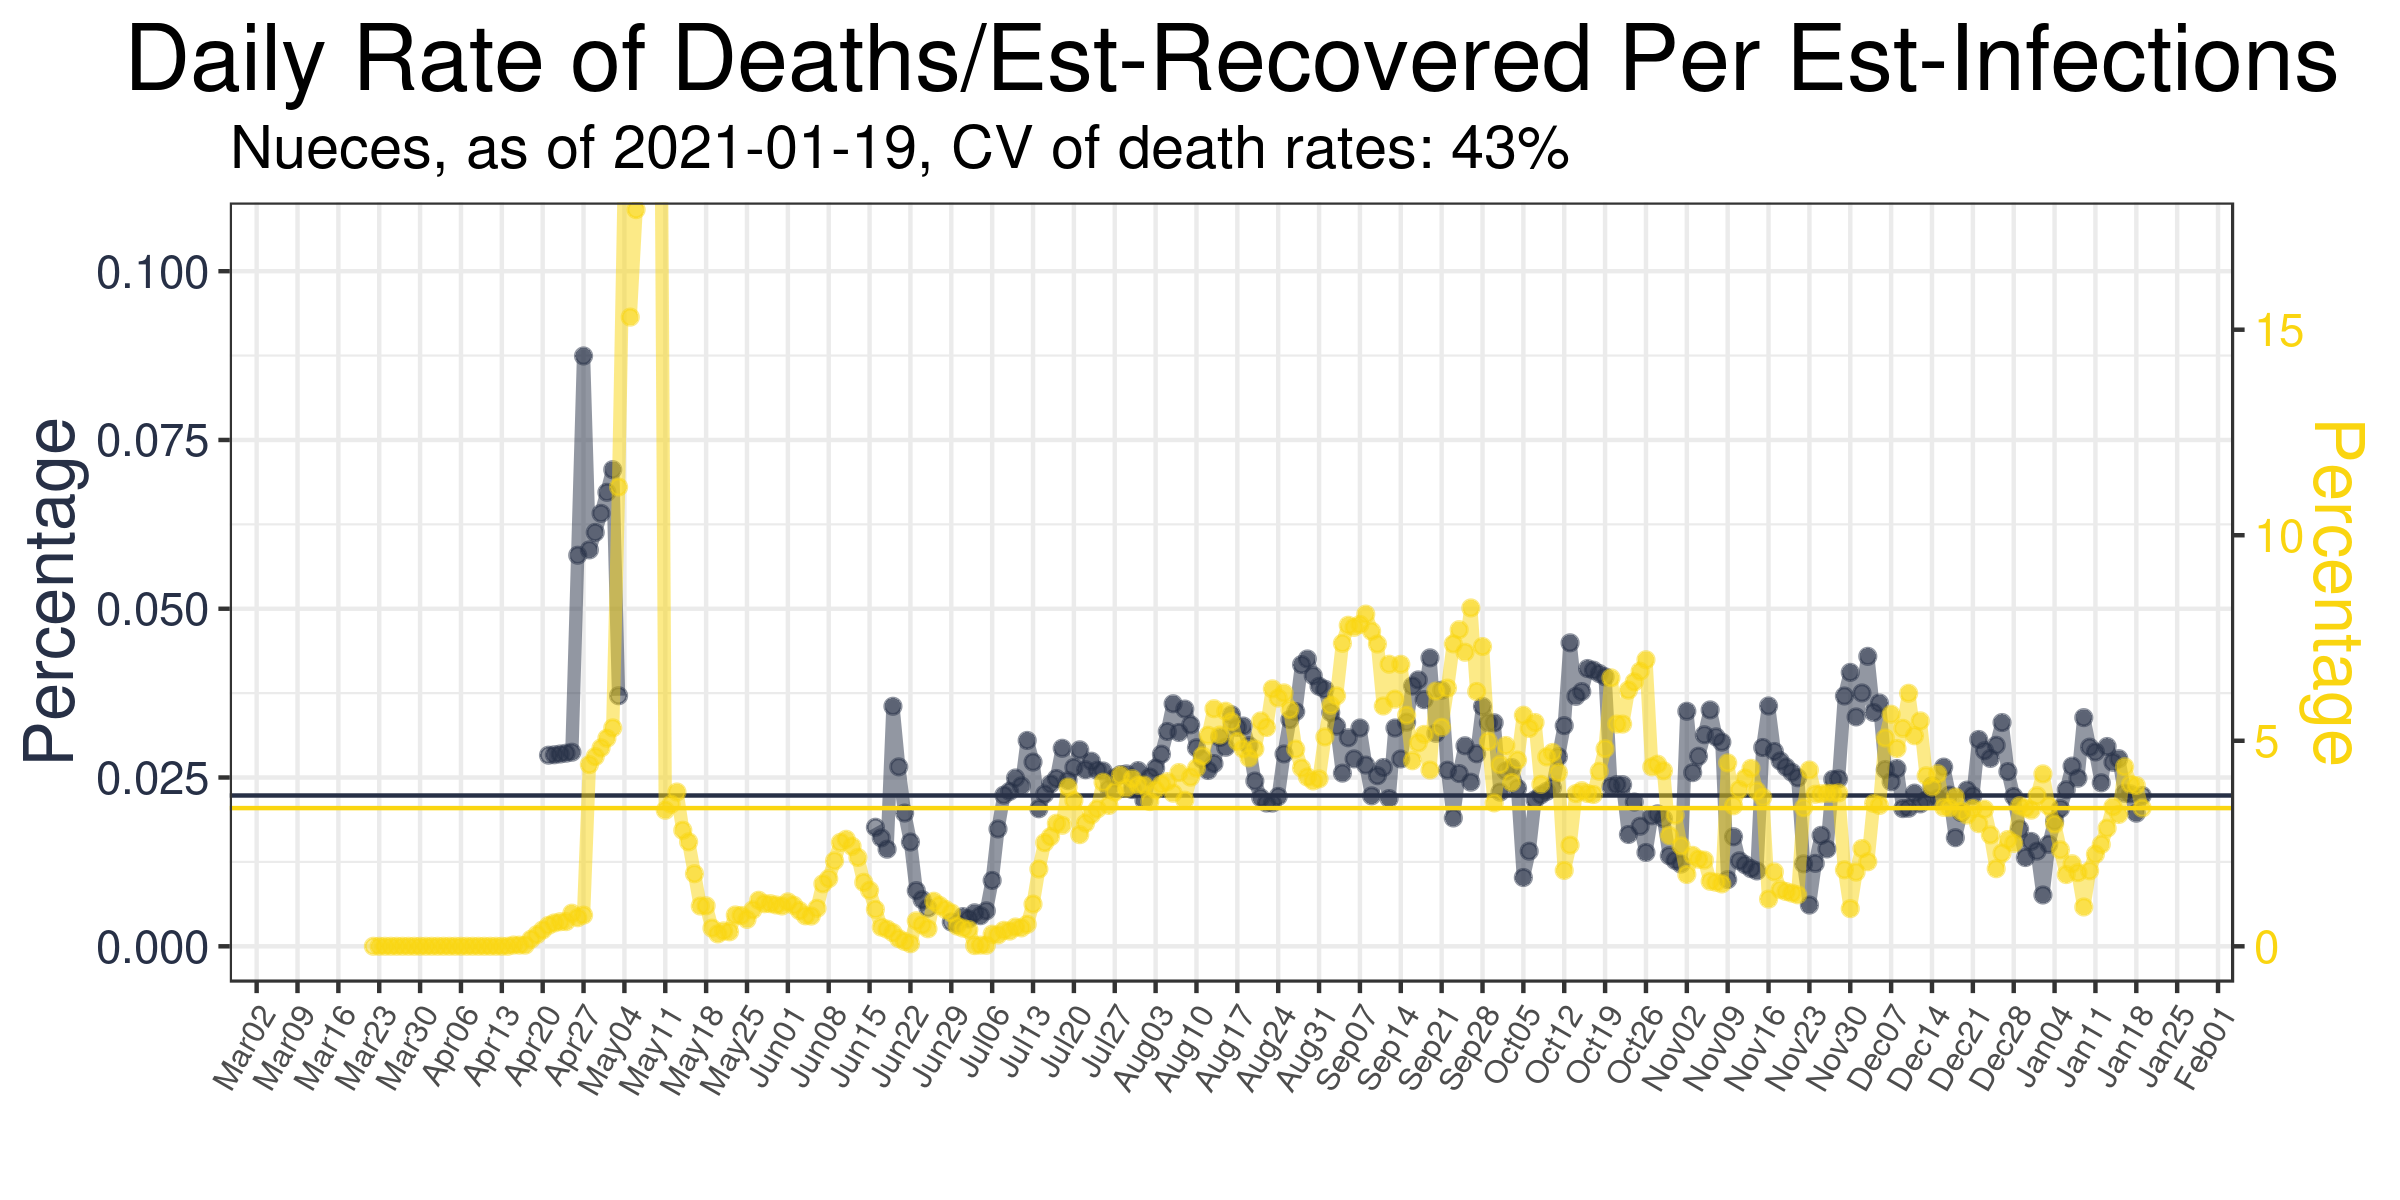 Daily Rate of Deaths/Est-Recovered Per Est-Infections
Nueces, as of 2021-01-19, CV of death rates: 43%
Percentage
0.100
0.075
0.050
0.025
0.000
15
10
5
0
Percentage
Mar02 Mar09 Mar16 Mar23 Mar30 Apr06 Apr13 Apr20 Apr27 May04 May11 May18 May25 Jun01 Jun08 Jun15 Jun22 Jun29 Jul06 Jul13 Jul20 Jul27 Aug03 Aug10 Aug17 Aug24 Aug31 Sep07 Sep14 Sep21 Sep28 Oct05 Oct12 Oct19 Oct26 Nov02 Nov09 Nov16 Nov23 Nov30 Dec07 Dec14 Dec21 Dec28 Jan04 Jan11 Jan18 Jan25 Feb01